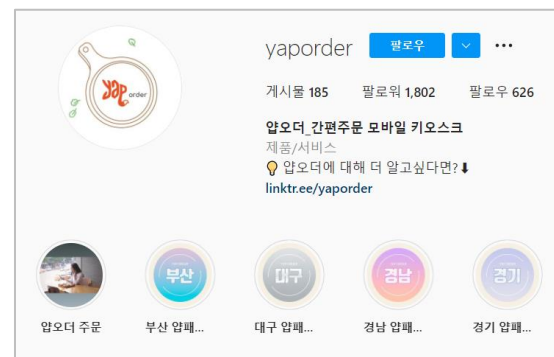 yaporder 팔로우
게시물 185 팔로워 1,802 팔로우 626
얍오더_간편주문 모바일 키오스크
제품/서비스
얍오더에 대해 더 알고싶다면?⬇
linktr.ee/yaporder
yap order
부산
대구
경남
경기
얍오더 주문
부산 얍패...
대구 얍패...
경남 얍패...
경기 얍패...